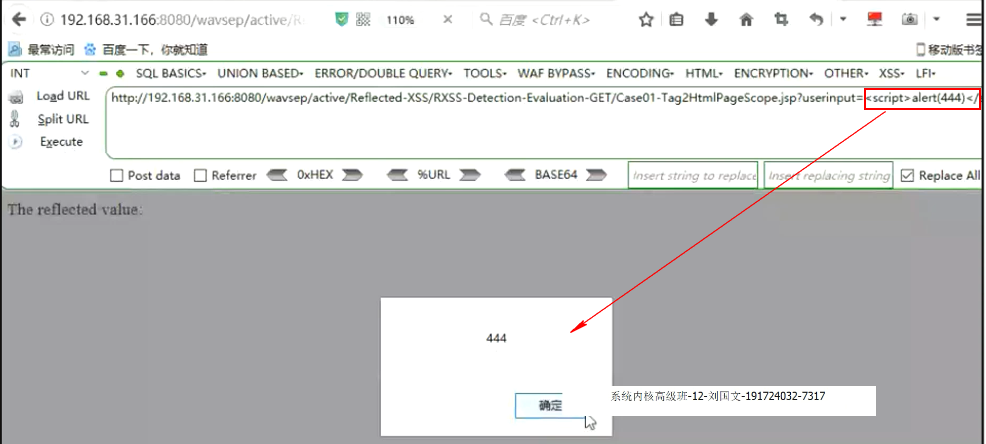 192.168.31.166:8080/wavsep/active/R
110%
百度 <Ctrl+K>
最常访问 百度一下，你就知道
移动版书签
INT SQL BASICS UNION BASED ERROR/DOUBLE QUERY TOOLS WAF BYPASS ENCODING HTML ENCRYPTION OTHER XSS LFI
Load URL
http://192.168.31.166:8080/wavsep/active/Reflected-XSS/RXSS-Detection-Evaluation-GET/Case01-Tag2HtmlPageScope.jsp?userinput=<script>alert(444)</
Split URL
Execute
Post data Referrer 0xHEX %URL BASE64 Insert string to replace Insert replacing string Replace All
The reflected value:
444
确定
系统内核高级班-12-刘国文-191724032-7317